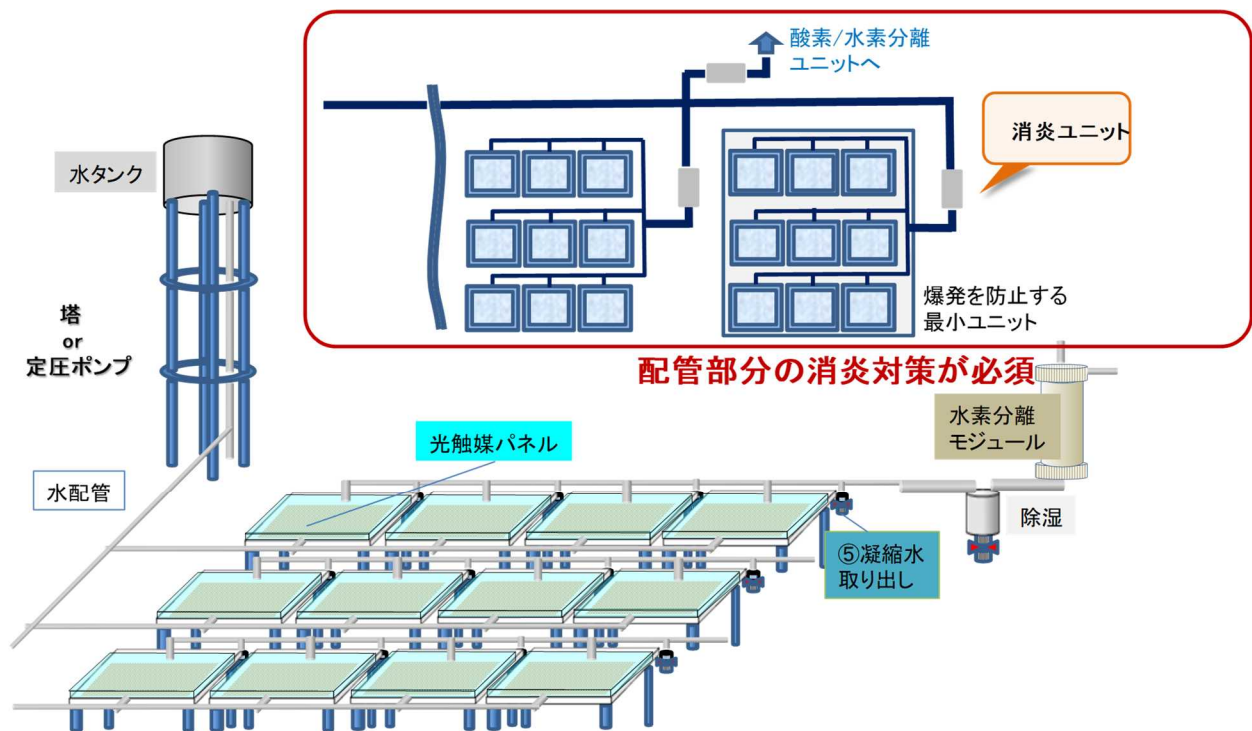 酸素/水素分離
ユニットへ
消炎ユニット
水タンク
爆発を防止する
最小ユニット
塔
or
定圧ポンプ
配管部分の消炎対策が必須
水素分離
モジュール
光触媒パネル
水配管
除湿
⑤凝縮水
取り出し